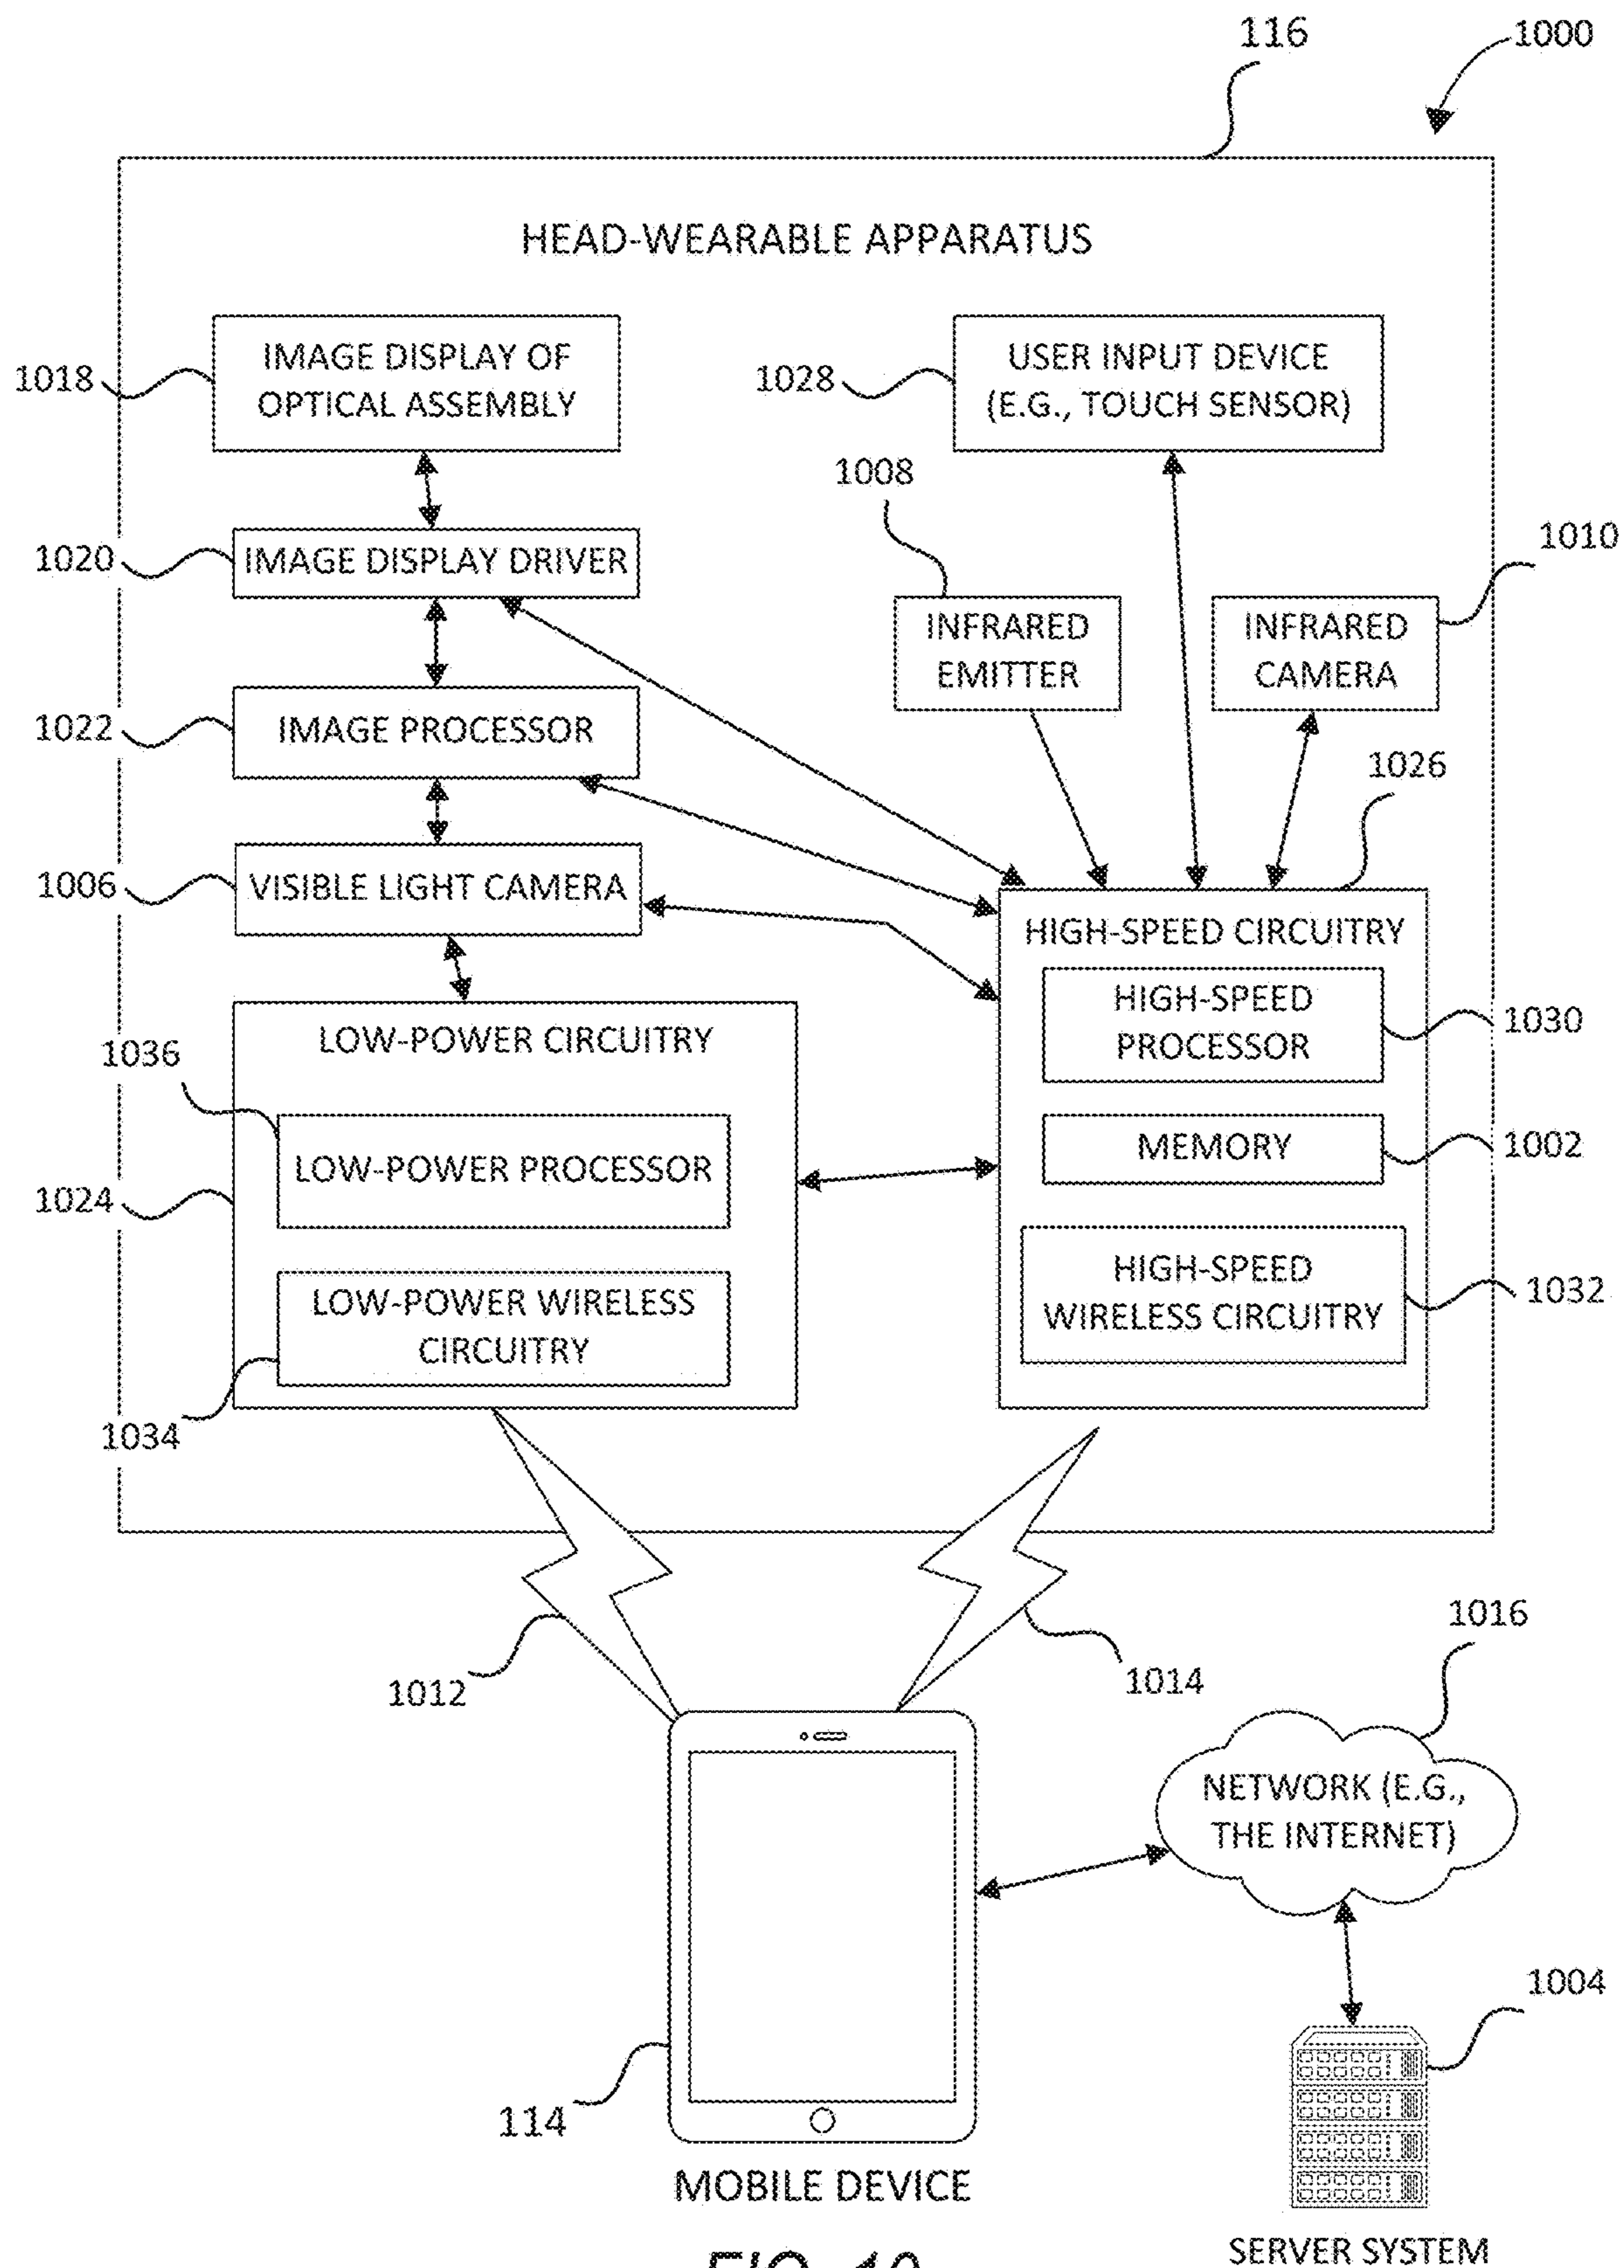 116
1000
HEAD-WEARABLE APPARATUS
1018
IMAGE DISPLAY OF
OPTICAL ASSEMBLY
1028
USER INPUT DEVICE
(E.G., TOUCH SENSOR)
1008
1010
1020
IMAGE DISPLAY DRIVER
INFRARED
EMITTER
INFRARED
CAMERA
1022
IMAGE PROCESSOR
1026
1006
VISIBLE LIGHT CAMERA
HIGH-SPEED CIRCUITRY
HIGH-SPEED
PROCESSOR
1030
LOW-POWER CIRCUITRY
1036
LOW-POWER PROCESSOR
MEMORY
1002
1024
LOW-POWER WIRELESS
CIRCUITRY
HIGH-SPEED
WIRELESS CIRCUITRY
1032
1034
1012
1014
1016
NETWORK (E.G.,
THE INTERNET)
1004
114
MOBILE DEVICE
SERVER SYSTEM
FIG. 10